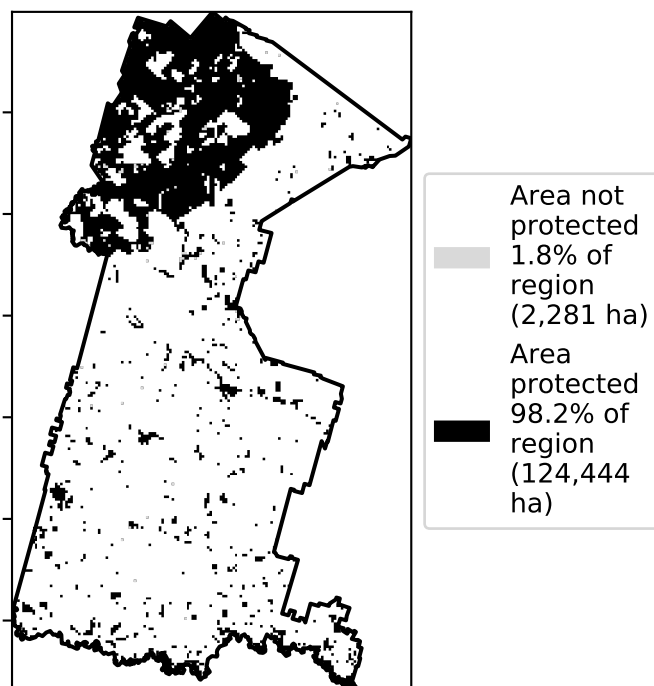 Area not
protected
1.8% of
region
(2,281 ha)
Area
protected
98.2% of
region
(124,444
ha)